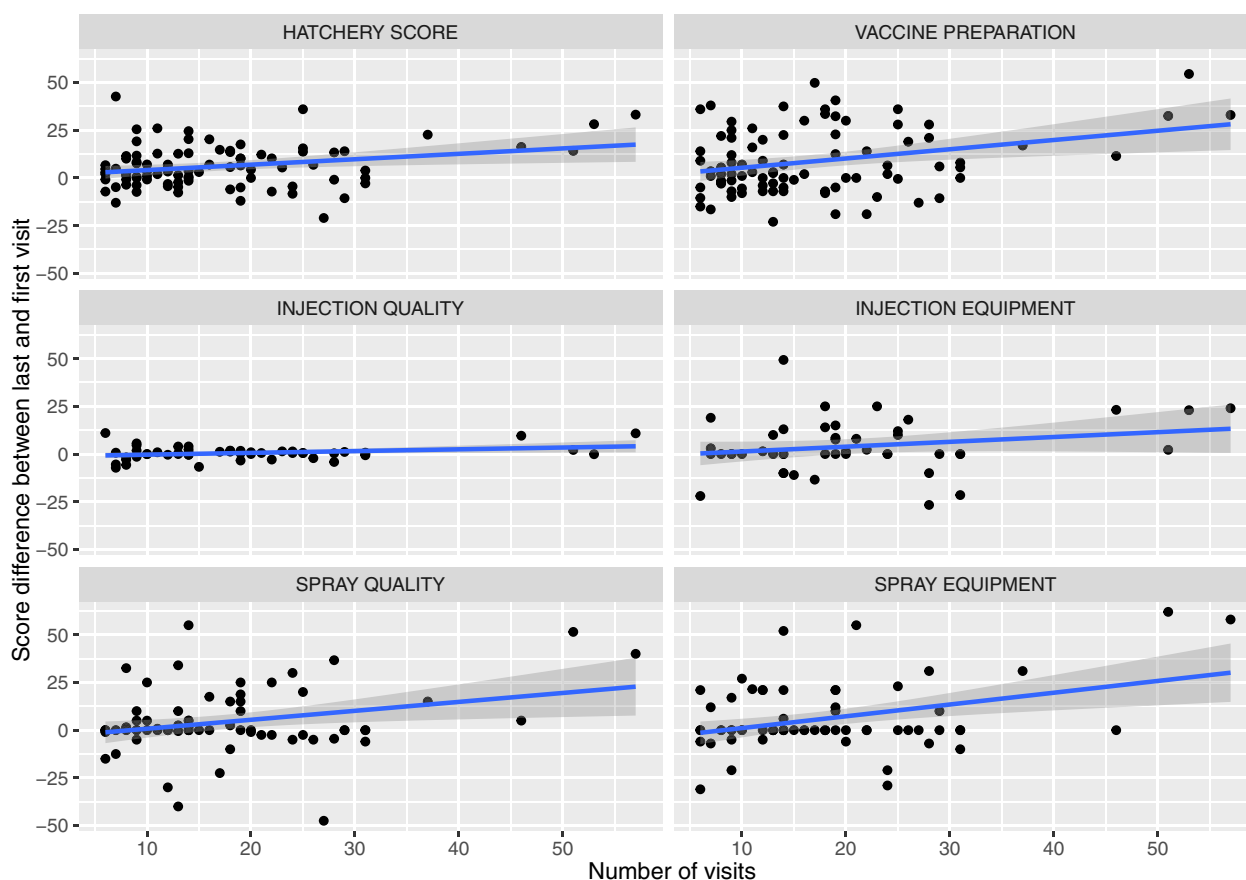 HATCHERY SCORE
VACCINE PREPARATION
50
25
0
−25
−50
INJECTION QUALITY
INJECTION EQUIPMENT
50
25
0
−25
−50
SPRAY QUALITY
SPRAY EQUIPMENT
50
25
0
−25
−50
10 20 30 40 50
10 20 30 40 50
Number of visits
Score difference between last and first visit